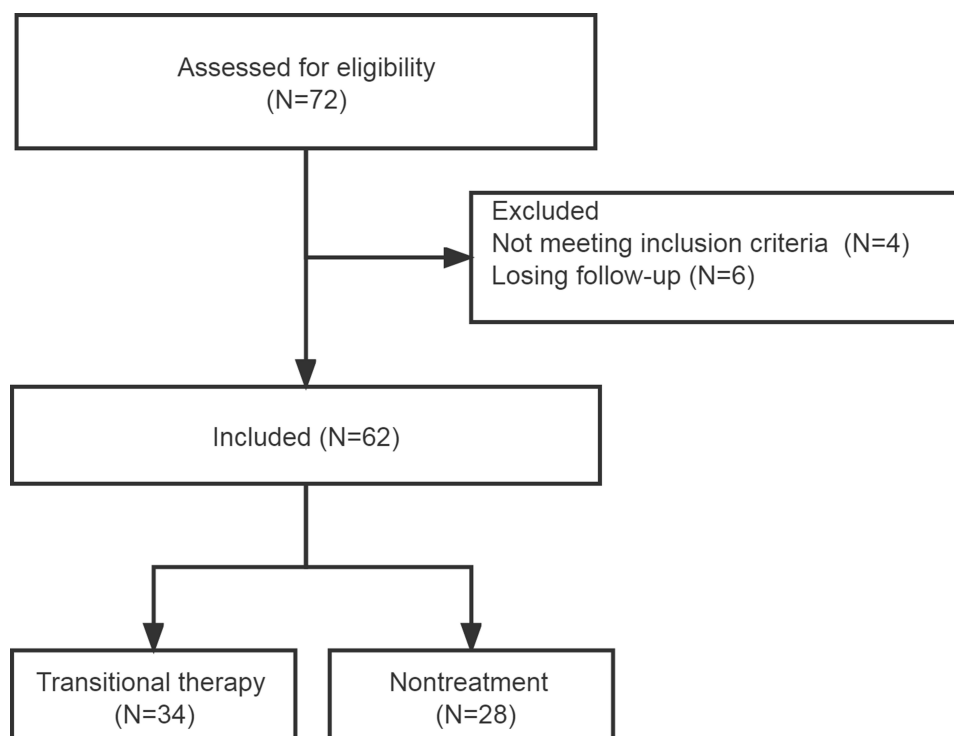 Assessed for eligibility
(N=72)
Excluded
Not meeting inclusion criteria  (N=4)
Losing follow-up (N=6)
Included (N=62)
Transitional therapy
(N=34)
Nontreatment
(N=28)